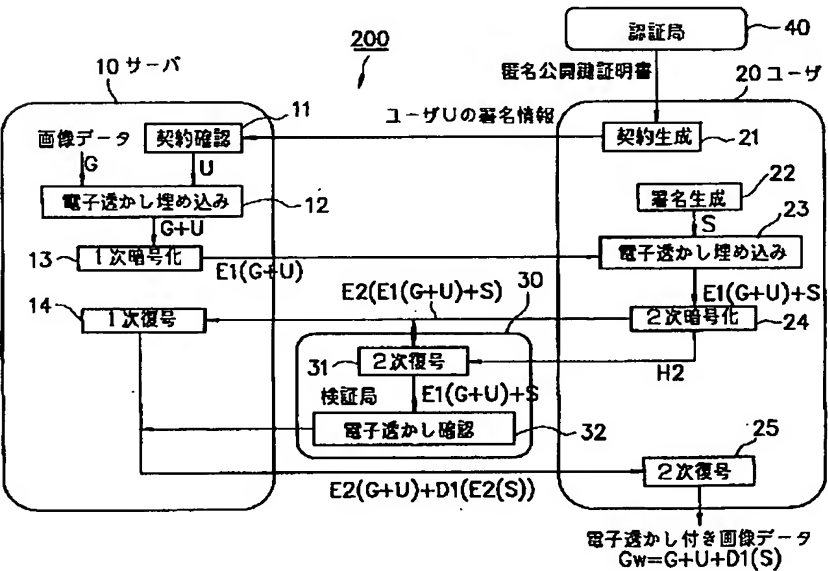 認証局
40
200
匿名公開鍵証明書
10 サーバ
20 ユーザ
11
ユーザUの署名情報
画像データ
契約確認
契約生成
21
G
U
22
署名生成
電子透かし埋め込み
12
S
23
G+U
13
1次暗号化
電子透かし埋め込み
E1(G+U)
E1(G+U)+S
E2(E1(G+U)+S)
30
14
1次復号
2次暗号化
24
31
2次復号
H2
検証局
E1(G+U)+S
電子透かし確認
32
25
2次復号
E2(G+U)+D1(E2(S))
電子透かし付き画像データ
Gw=G+U+D1(S)